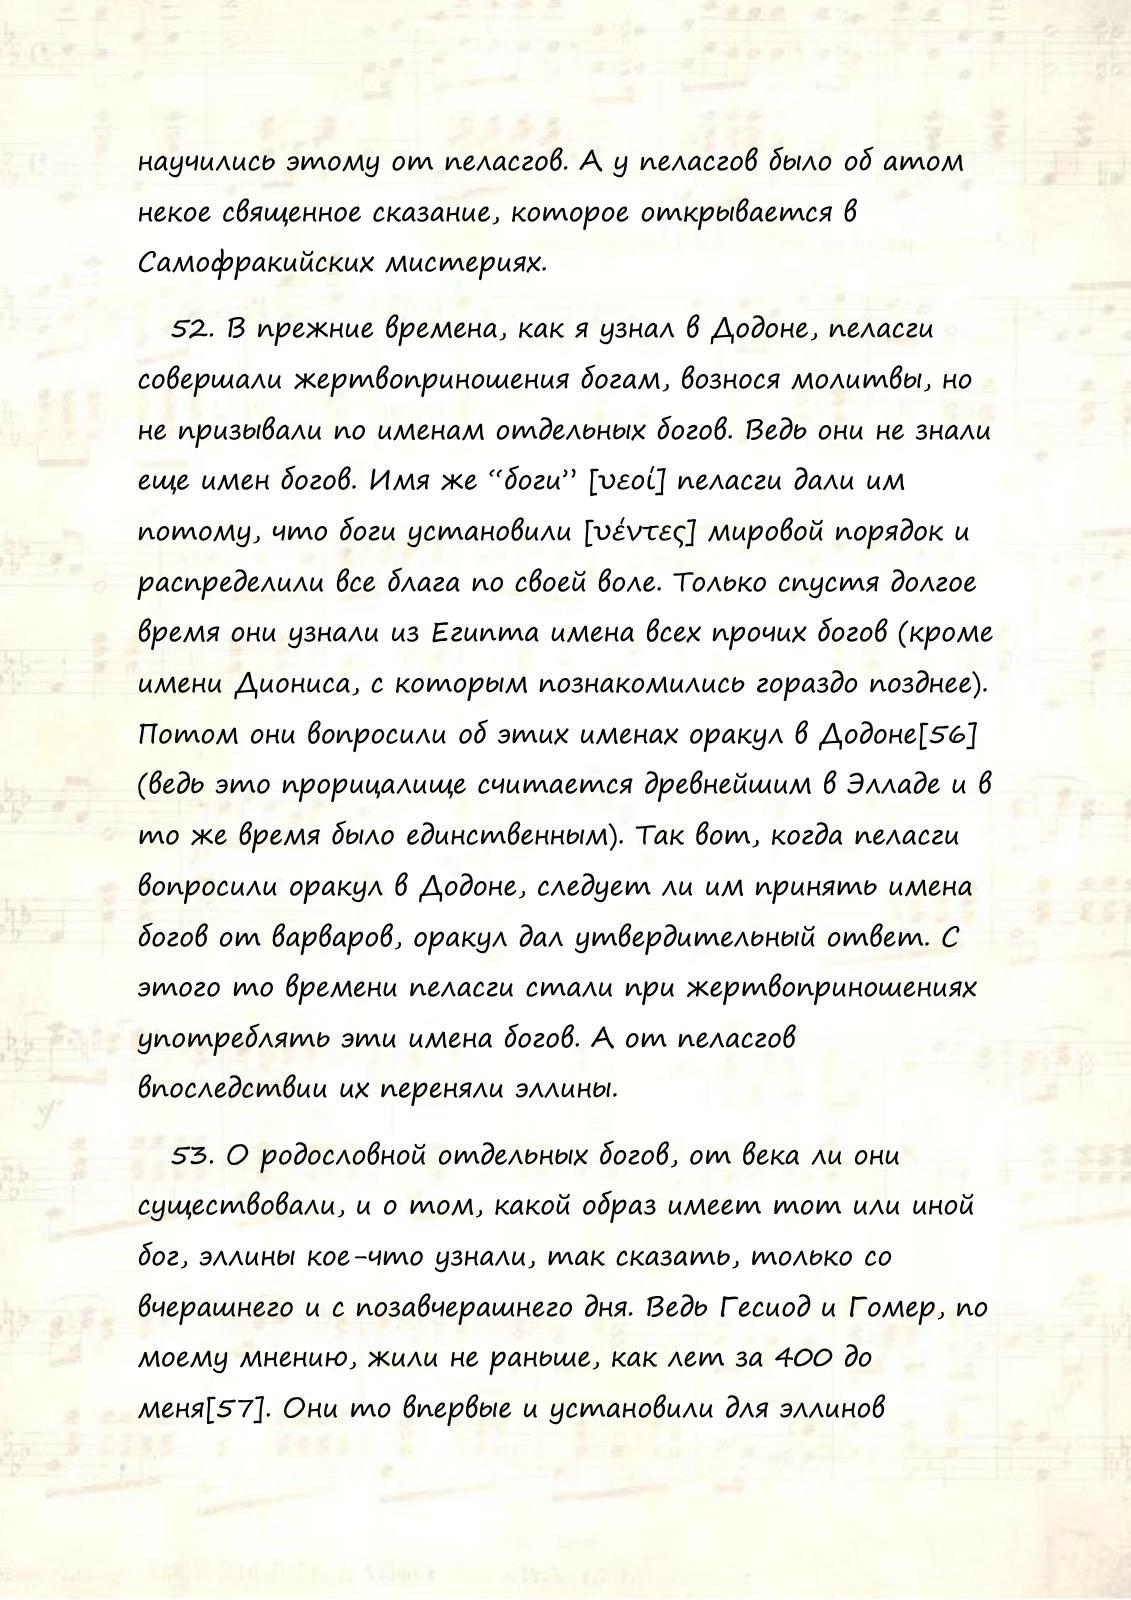 научились этому от пеласгов. А у пеласгов было об атом
некое священное сказание, которое открывается в
Самофракийских мистериях.
52. В прежние времена, как я узнал в Додоне, пеласги
совершали жертвоприношения богам, вознося молитвы, но
не призывали по именам отдельных богов. Ведь они не знали
еще имен богов. Имя же “боги” [υεοί] пеласги дали им
потому, что боги установили [υέντες] мировой порядок и
распределили все блага по своей воле. Только спустя долгое
время они узнали из Египта имена всех прочих богов (кроме
имени Диониса, с которым познакомились гораздо позднее).
Потом они вопросили об этих именах оракул в Додоне[56]
(ведь это прорицалище считается древнейшим в Элладе и в
то же время было единственным). Так вот, когда пеласги
вопросили оракул в Додоне, следует ли им принять имена
богов от варваров, оракул дал утвердительный ответ. С
этого то времени пеласги стали при жертвоприношениях
употреблять эти имена богов. А от пеласгов
впоследствии их переняли эллины.
53. О родословной отдельных богов, от века ли они
существовали, и о том, какой образ имеет тот или иной
бог, эллины кое-что узнали, так сказать, только со
вчерашнего и с позавчерашнего дня. Ведь Гесиод и Гомер, по
моему мнению, жили не раньше, как лет за 400 до
меня[57]. Они то впервые и установили для эллинов